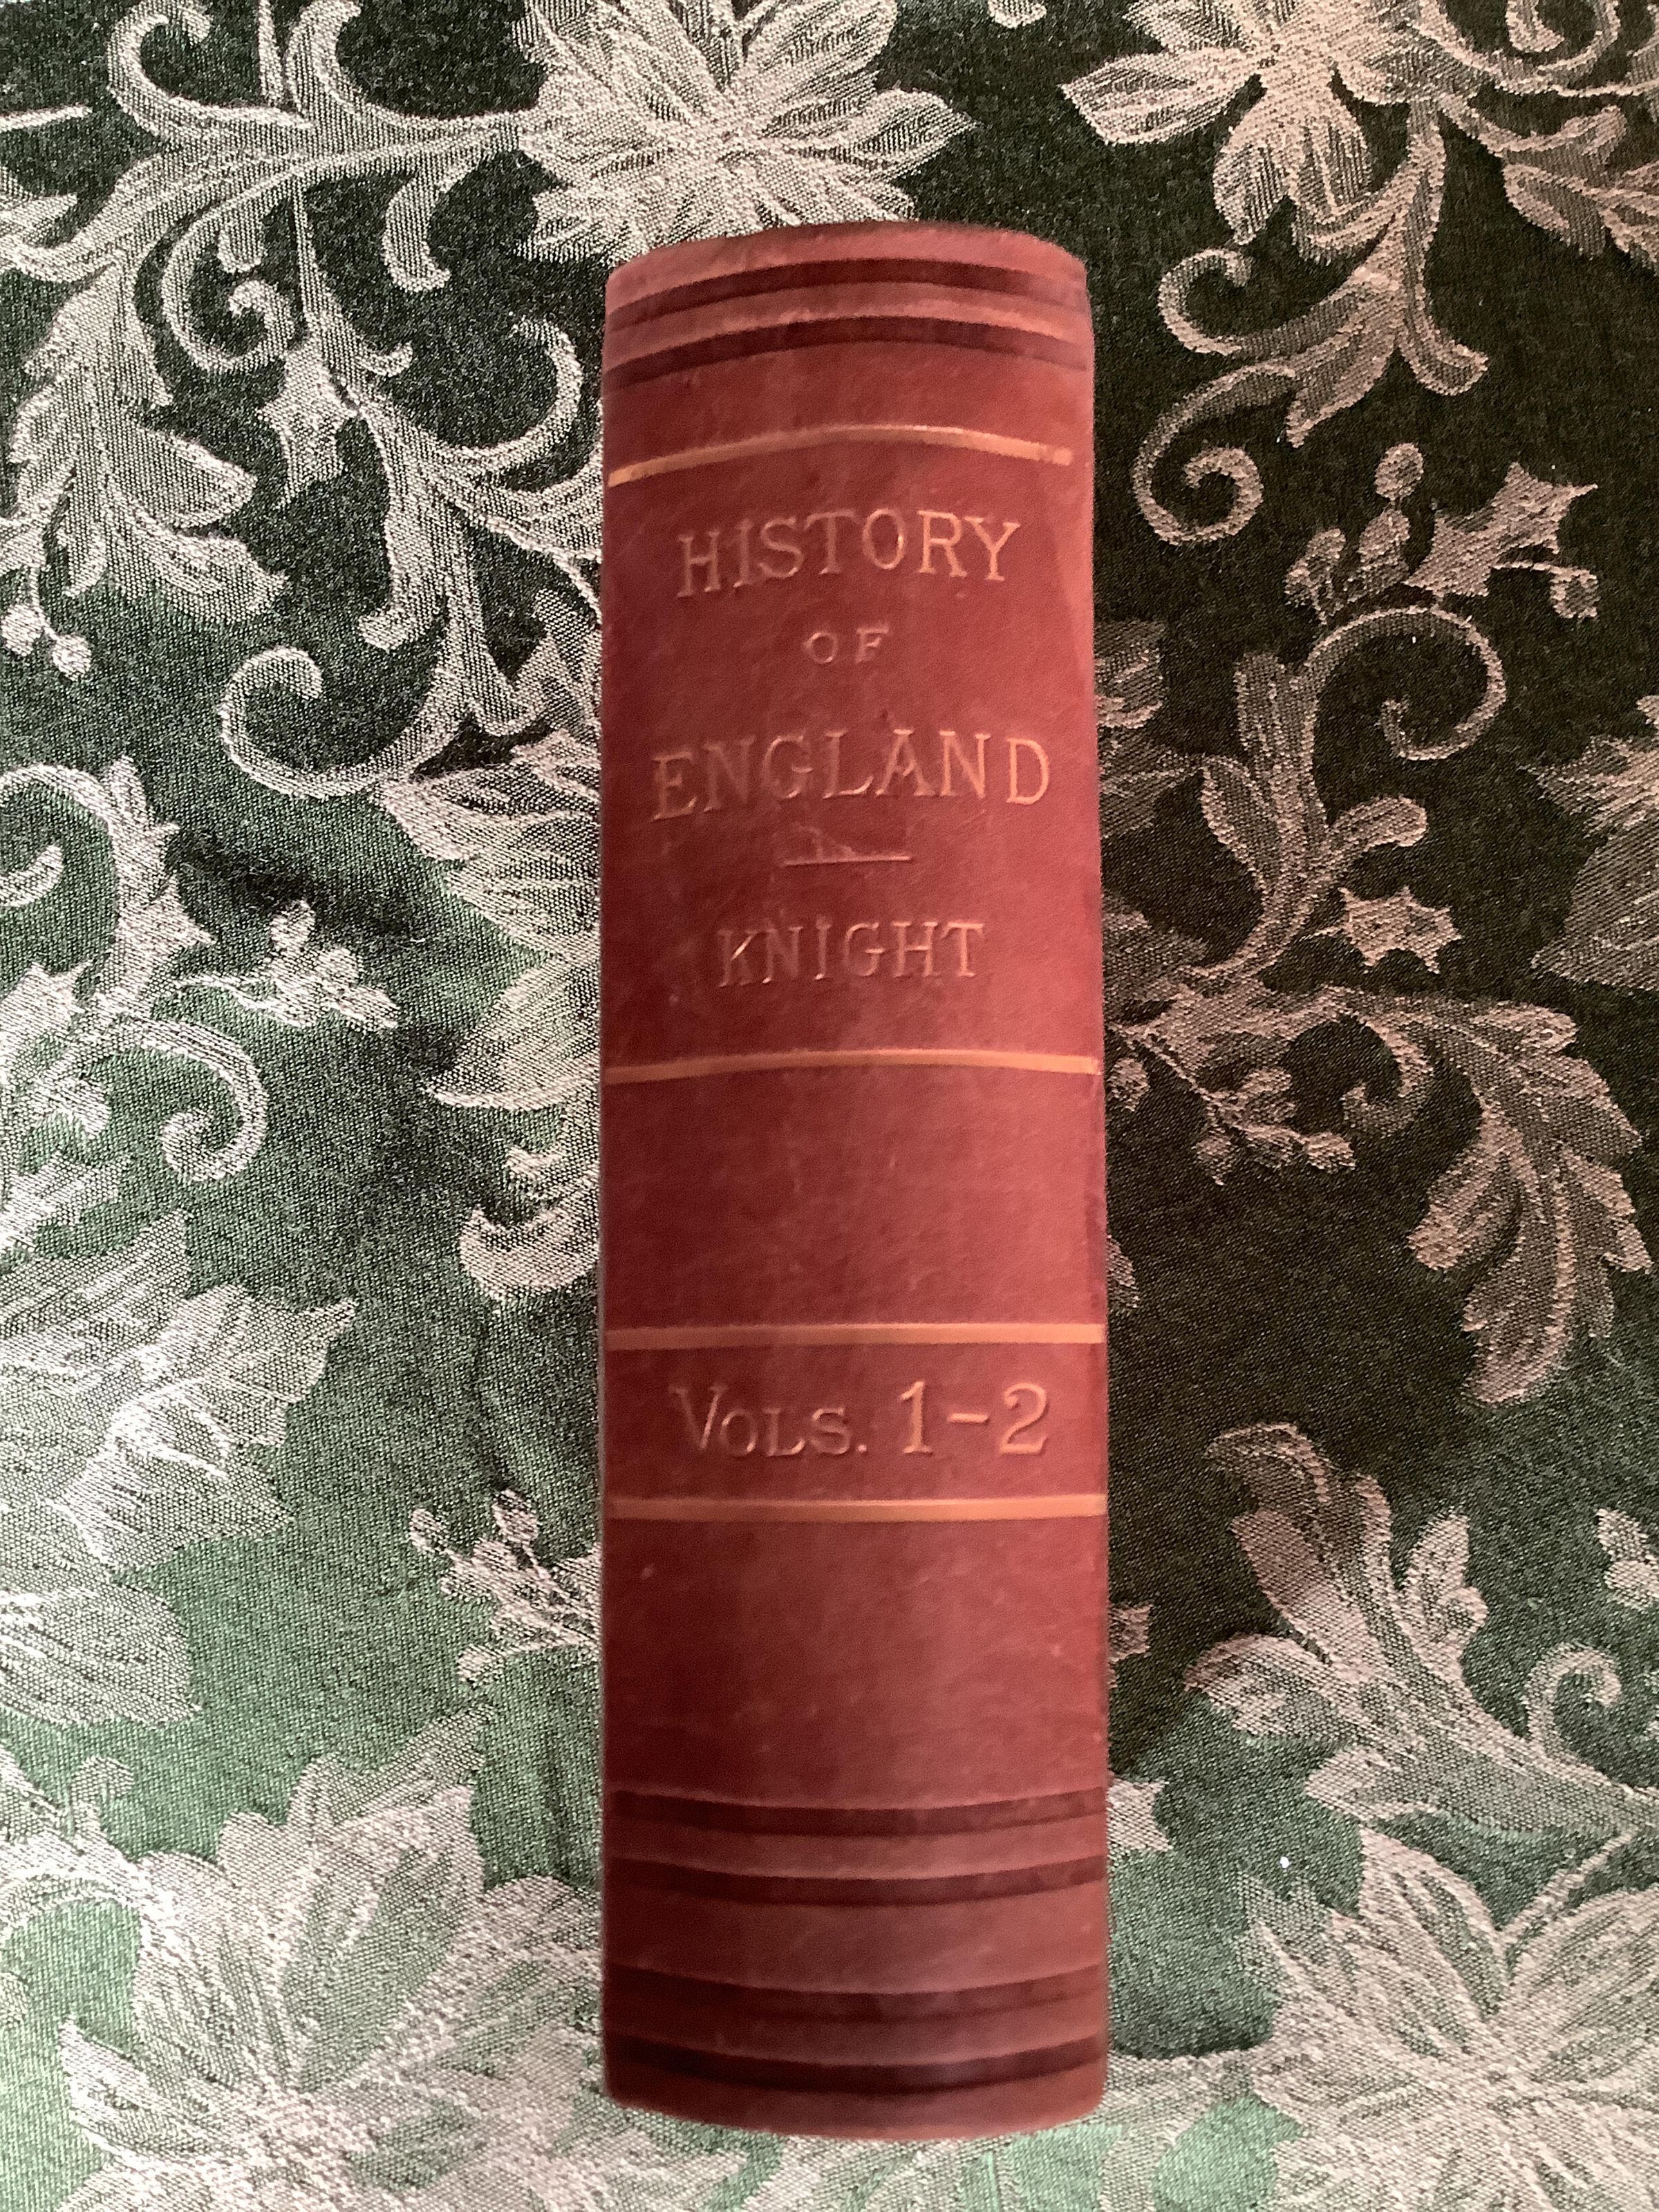 HISTORY
OF
ENGLAND
KNIGHT
VOLS. 1-2